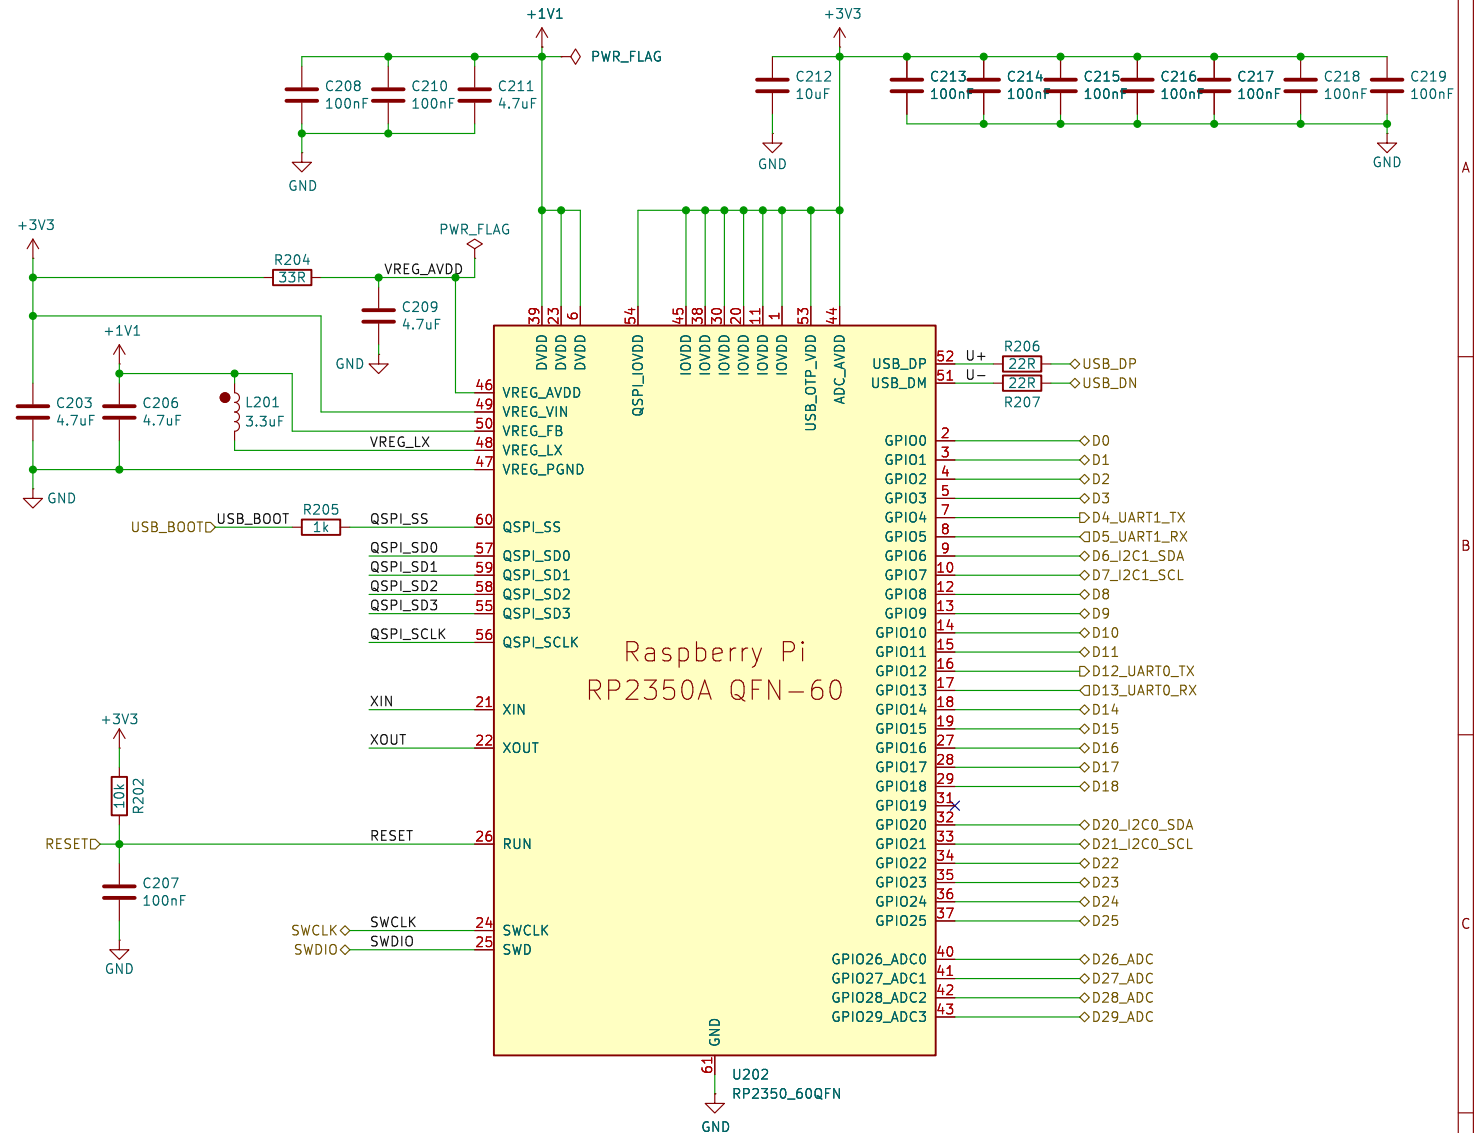 +1V1
PWR_FLAG
C208
100nF
C210
100nF
C211
4.7uF
GND
+3V3
C212
10uF
GND
C213
100nF
C214
100nF
C215
100nF
C216
100nF
C217
100nF
C218
100nF
C219
100nF
GND
A
B
C
+3V3
R204
33R
VREG_AVDD
PWR_FLAG
C209
4.7uF
GND
+1V1
C203
4.7uF
C206
4.7uF
L201
3.3uF
VREG_LX
GND
39 DVDD
23 DVDD
6 DVDD
54 QSPI_IOVDD
45 IOVDD
38 IOVDD
30 IOVDD
20 IOVDD
11 IOVDD
1 IOVDD
53 USB_OTP_VDD
44 ADC_AVDD
46 VREG_AVDD
49 VREG_VIN
50 VREG_FB
48 VREG_LX
47 VREG_PGND
USB_BOOT USB_BOOT
R205
1k
QSPI_SS 60 QSPI_SS
QSPI_SD0 57 QSPI_SD0
QSPI_SD1 59 QSPI_SD1
QSPI_SD2 58 QSPI_SD2
QSPI_SD3 55 QSPI_SD3
QSPI_SCLK 56 QSPI_SCLK
XIN 21 XIN
XOUT 22 XOUT
+3V3
10k
R202
RESET RESET 26 RUN
C207
100nF
GND
SWCLK SWCLK 24 SWCLK
SWDIO SWDIO 25 SWD
Raspberry Pi
RP2350A QFN-60
USB_DP 52 U+
R206
22R
USB_DP
USB_DM 51 U-
22R
R207
USB_DN
GPIO0 2 D0
GPIO1 3 D1
GPIO2 4 D2
GPIO3 5 D3
GPIO4 7 D4_UART1_TX
GPIO5 8 D5_UART1_RX
GPIO6 9 D6_I2C1_SDA
GPIO7 10 D7_I2C1_SCL
GPIO8 12 D8
GPIO9 13 D9
GPIO10 14 D10
GPIO11 15 D11
GPIO12 16 D12_UART0_TX
GPIO13 17 D13_UART0_RX
GPIO14 18 D14
GPIO15 19 D15
GPIO16 27 D16
GPIO17 28 D17
GPIO18 29 D18
GPIO19 31
GPIO20 32 D20_I2C0_SDA
GPIO21 33 D21_I2C0_SCL
GPIO22 34 D22
GPIO23 35 D23
GPIO24 36 D24
GPIO25 37 D25
GPIO26_ADC0 40 D26_ADC
GPIO27_ADC1 41 D27_ADC
GPIO28_ADC2 42 D28_ADC
GPIO29_ADC3 43 D29_ADC
GND
61
U202
RP2350_60QFN
GND